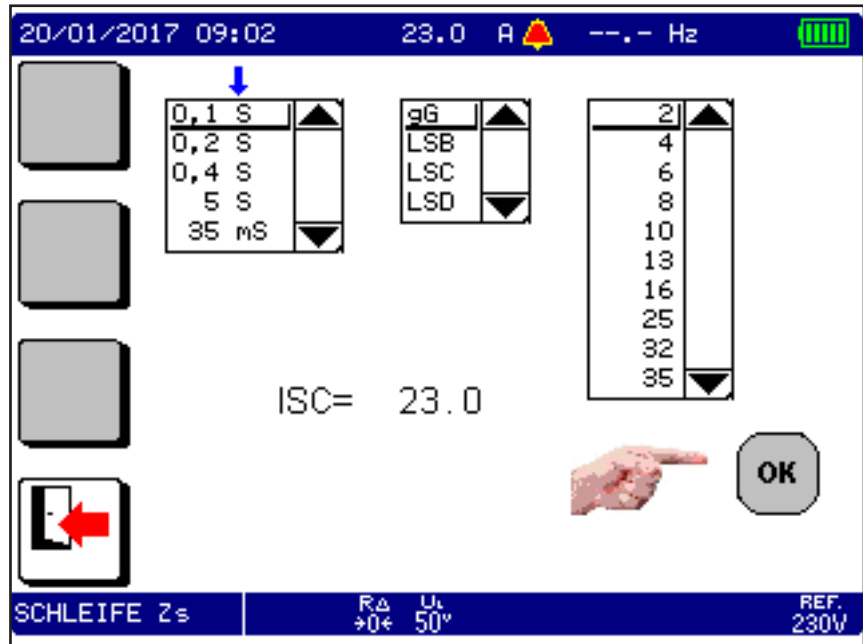 20/01/2017 09:02 23.0 A --.- Hz
0,1 S
0,2 S
0,4 S
5 S
35 mS
gG
LSB
LSC
LSD
2
4
6
8
10
13
16
25
32
35
ISC= 23.0
OK
SCHLEIFE Zs
RΔ
→0←
UL
50V
REF.
230V